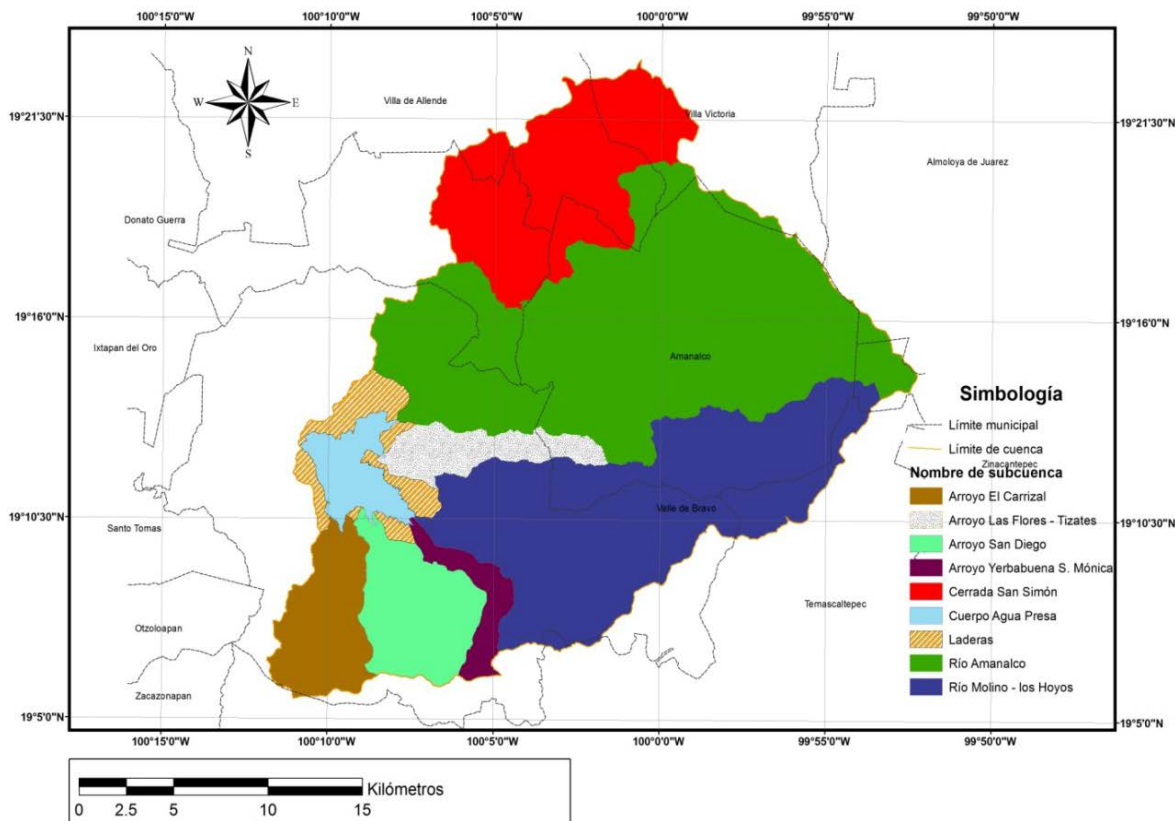 100°15'0"W 100°10'0"W 100°5'0"W 100°0'0"W 99°55'0"W 99°50'0"W
N
W E
S
Villa de Allende
Villa Victoria
19°21'30"N 19°21'30"N
Almoloya de Juarez
Donato Guerra
19°16'0"N 19°16'0"N
Ixtapan del Oro
Amanalco
Simbología
Límite municipal
Límite de cuenca
Zinacantepec
Nombre de subcuenca
Arroyo El Carrizal
Arroyo Las Flores - Tizates
Arroyo San Diego
Arroyo Yerbabuena S. Mónica
Cerrada San Simón
Cuerpo Agua Presa
Laderas
Río Amanalco
Río Molino - los Hoyos
Valle de Bravo
19°10'30"N 19°10'30"N
Santo Tomas
Temascaltepec
Otzoloapan
Zacazonapan
19°5'0"N 19°5'0"N
100°15'0"W 100°10'0"W 100°5'0"W 100°0'0"W 99°55'0"W 99°50'0"W
Kilómetros
0 2.5 5 10 15